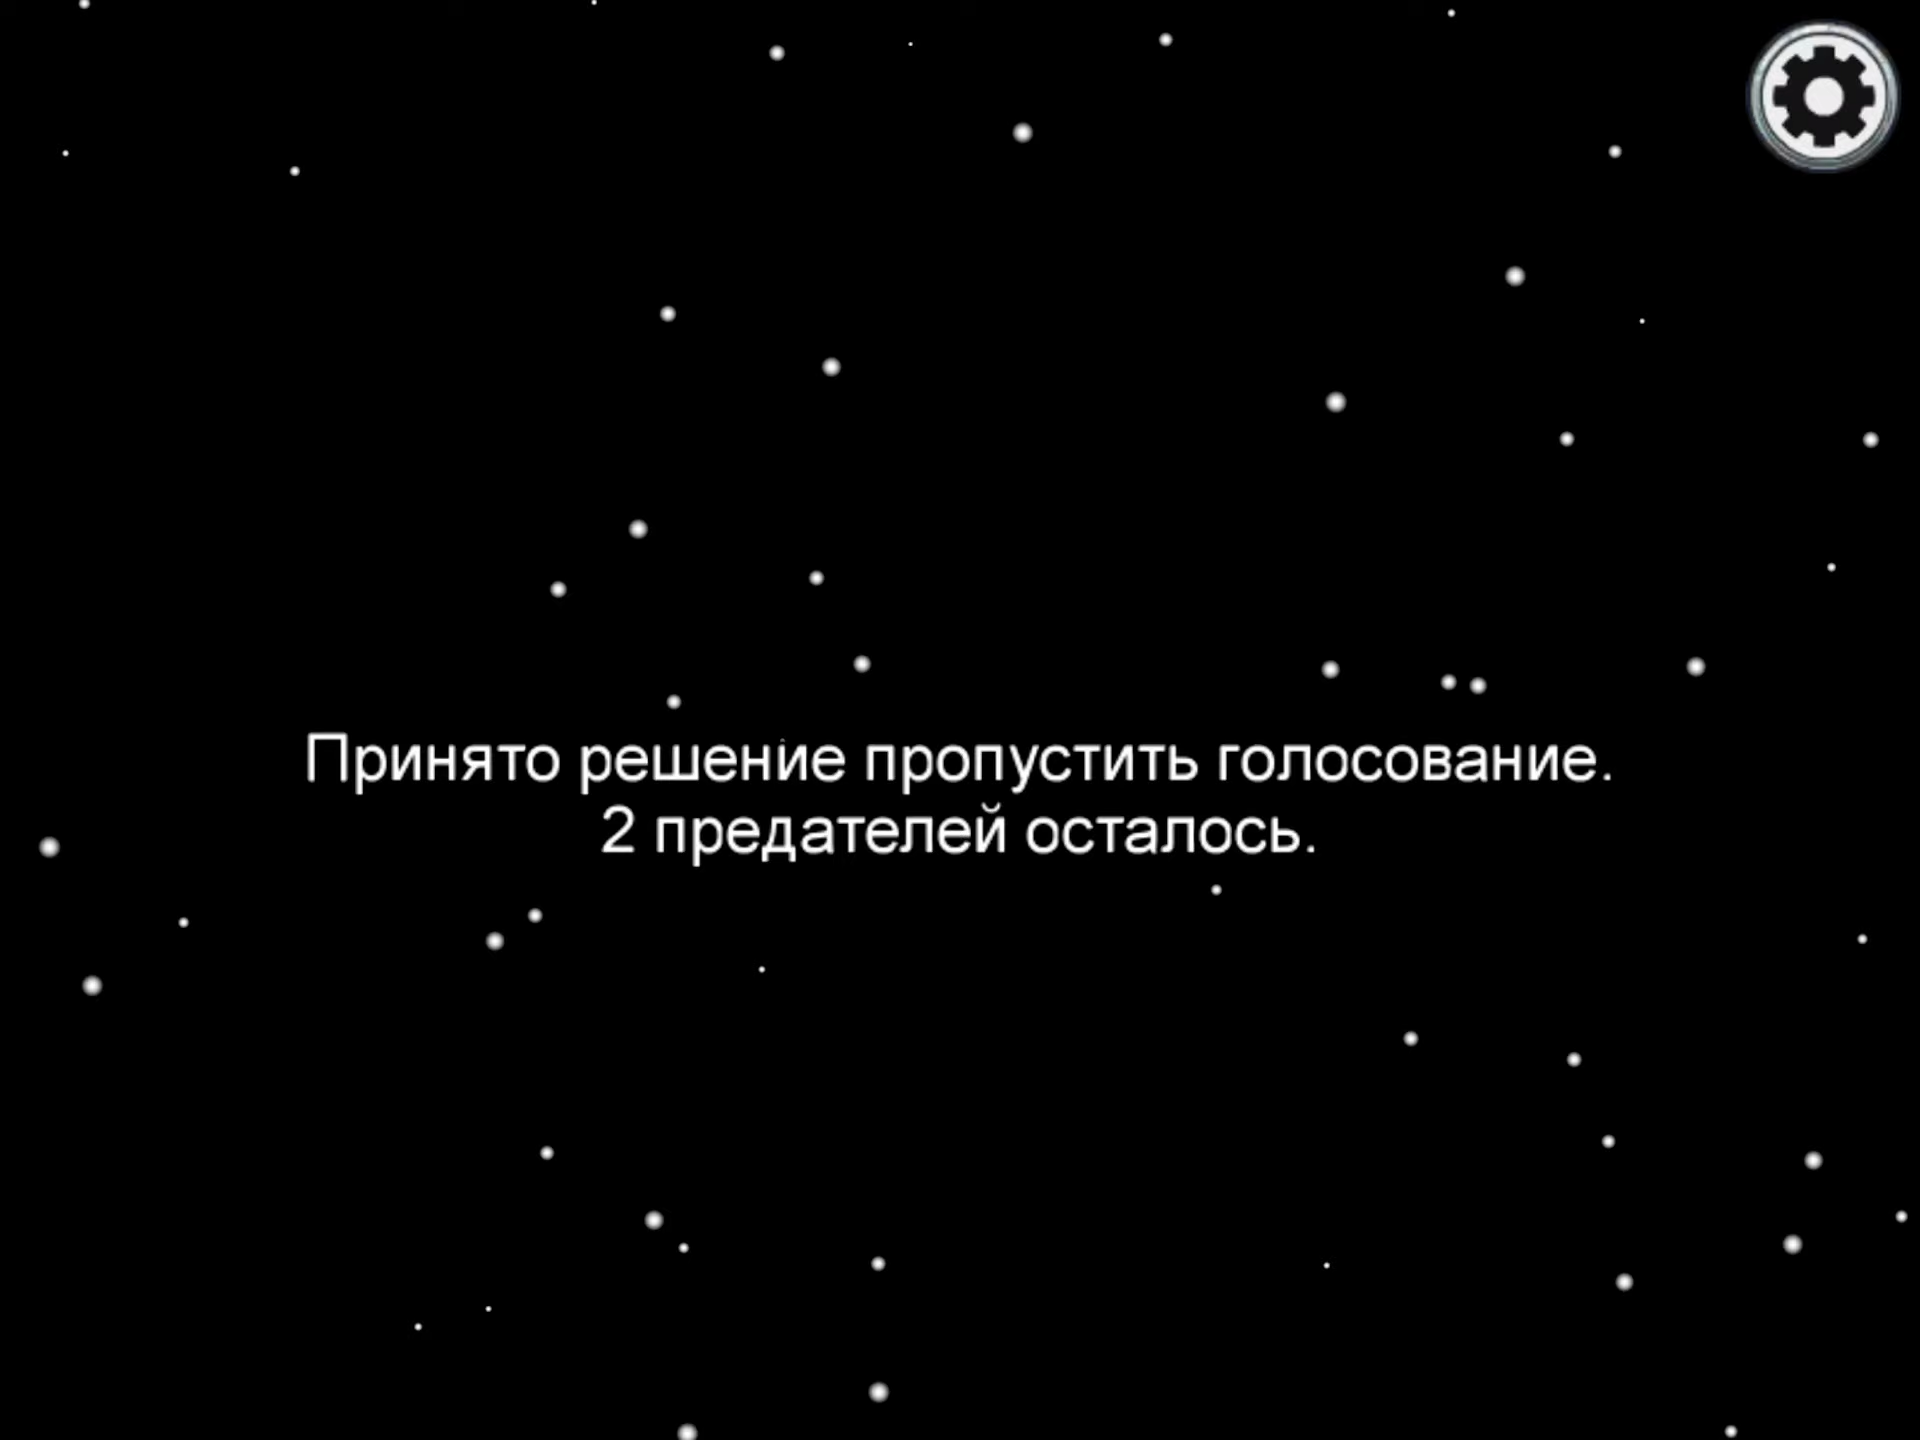 Принято решение пропустить голосование.
2 предателей осталось.